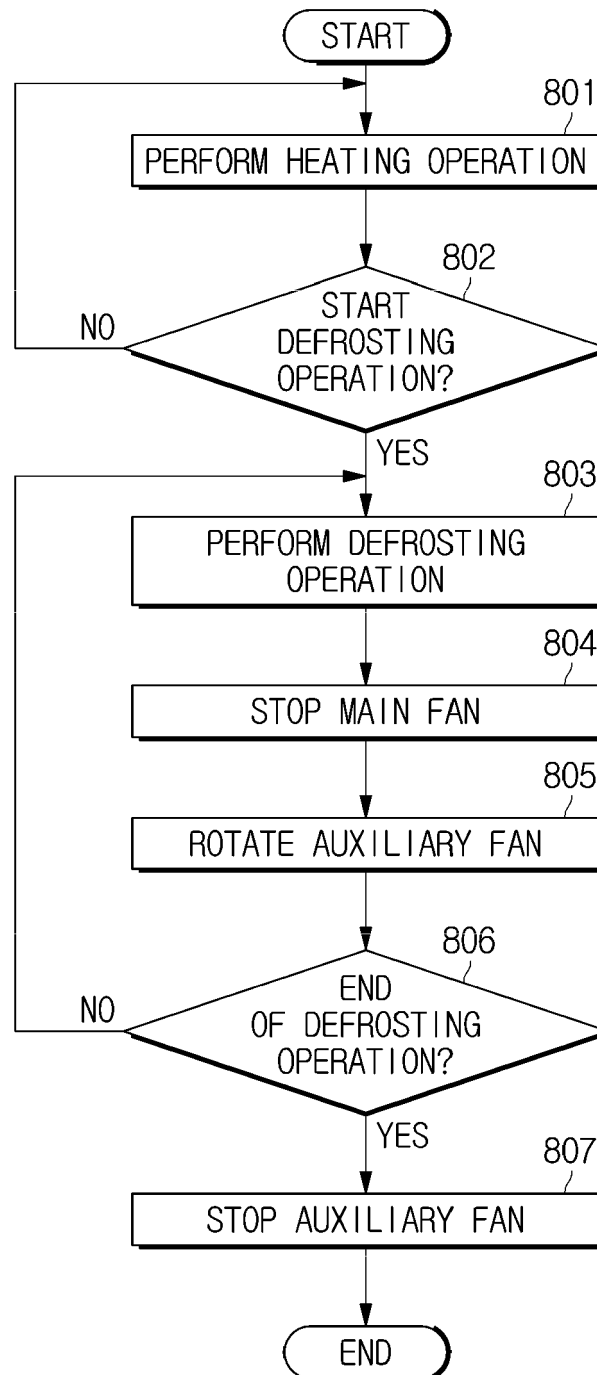 START
801
PERFORM HEATING OPERATION
802
START
DEFROSTING
OPERATION?
NO
YES
803
PERFORM DEFROSTING
OPERATION
804
STOP MAIN FAN
805
ROTATE AUXILIARY FAN
806
END
OF DEFROSTING
OPERATION?
NO
YES
807
STOP AUXILIARY FAN
END